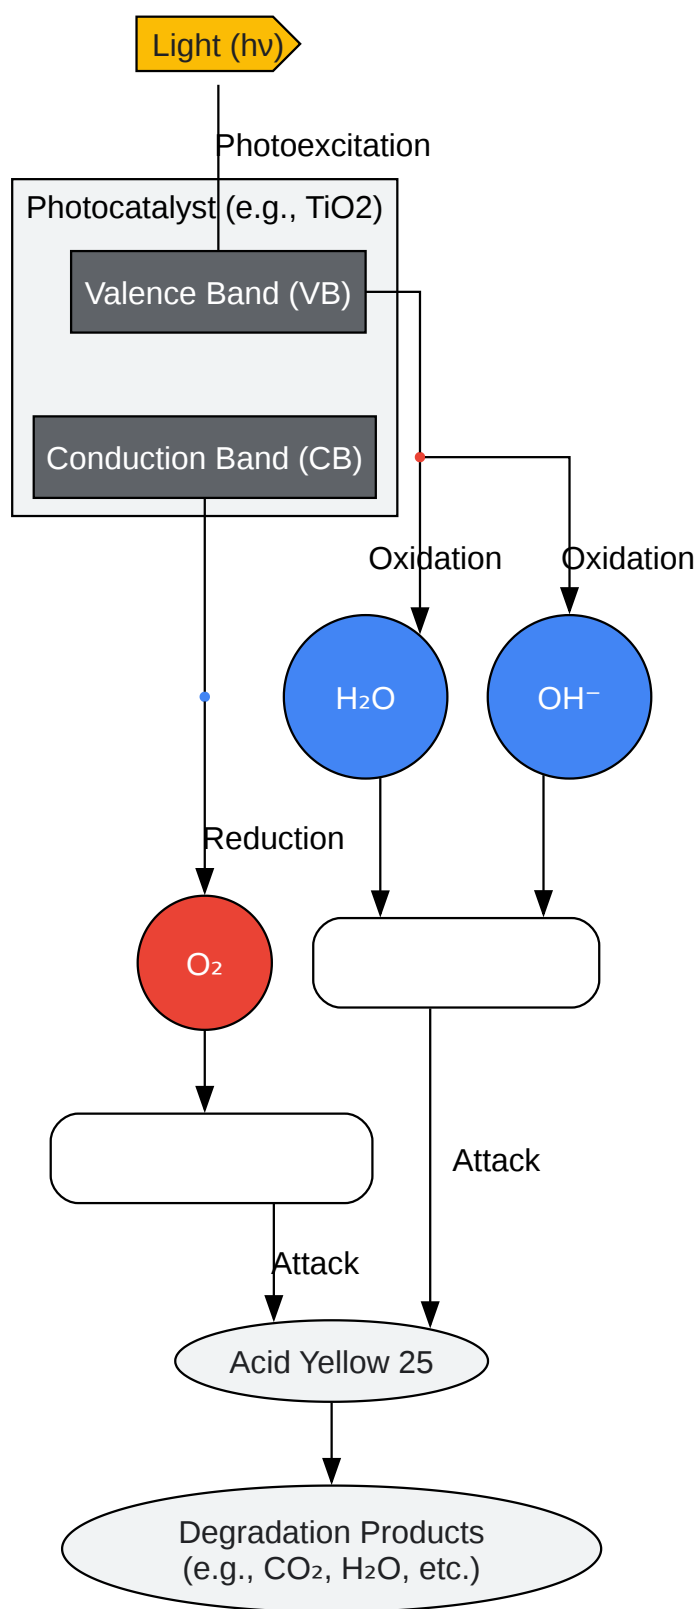 Light (hν)
Photoexcitation
Photocatalyst (e.g., TiO2)
Valence Band (VB)
Conduction Band (CB)
Oxidation
Oxidation
H₂O
OH⁻
Reduction
O₂
Attack
Attack
Acid Yellow 25
Degradation Products
(e.g., CO₂, H₂O, etc.)